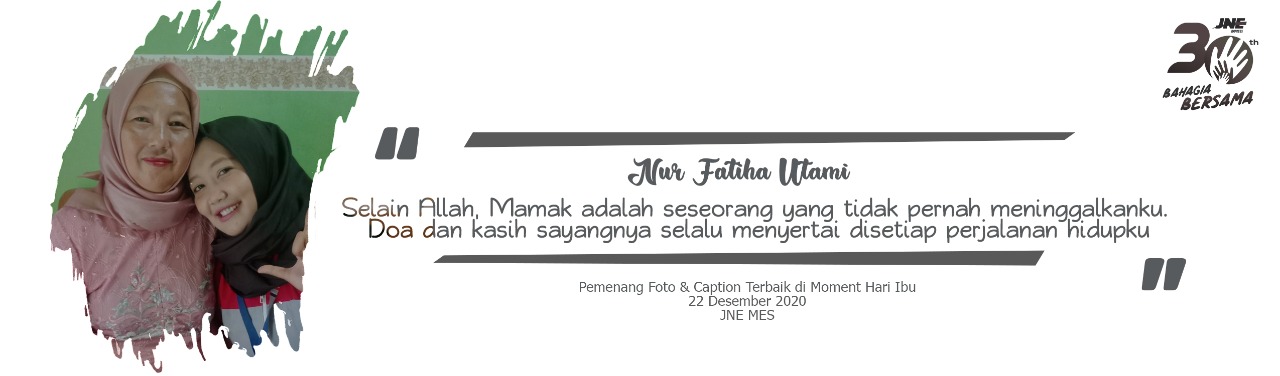 JNE
EXPRESS
30th
BAHAGIA
BERSAMA
Nur Fatiha Utami
Selain Allah, Mamak adalah seseorang yang tidak pernah meninggalkanku.
Doa dan kasih sayangnya selalu menyertai disetiap perjalanan hidupku
Pemenang Foto & Caption Terbaik di Moment Hari Ibu
22 Desember 2020
JNE MES